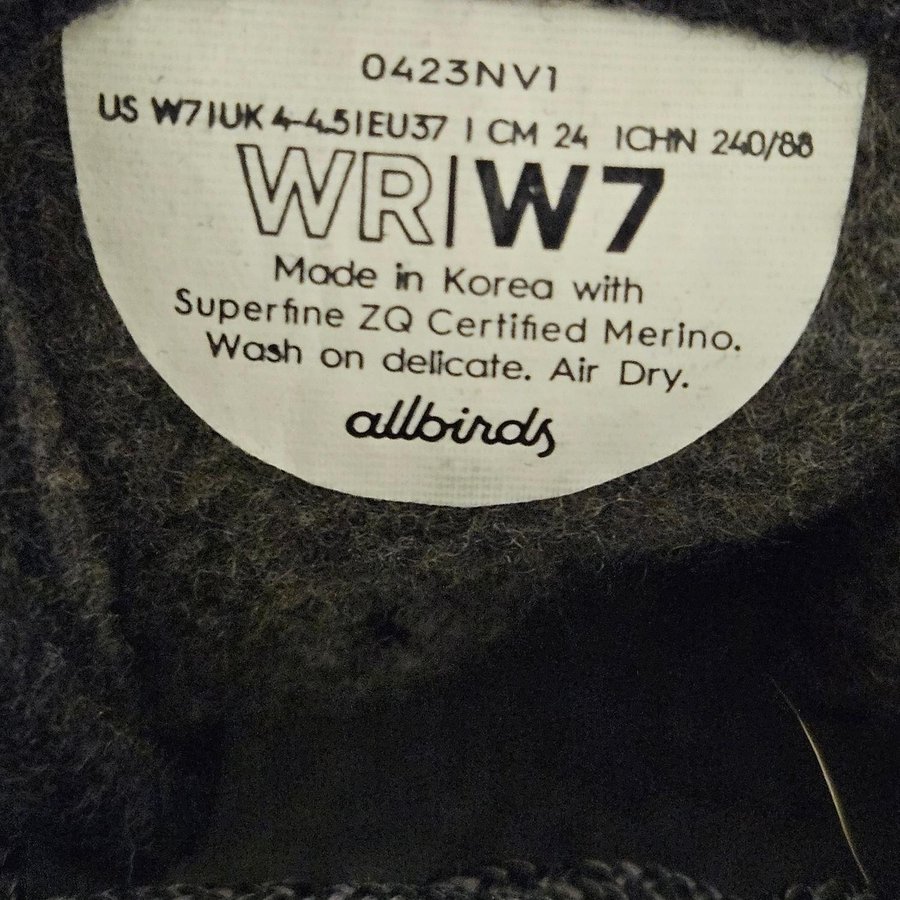 0423NV1
US W7|UK 4-4.5|EU37 | CM 24 |CHN 240/88
WR|W7
Made in Korea with
Superfine ZQ Certified Merino.
Wash on delicate. Air Dry.
allbirds